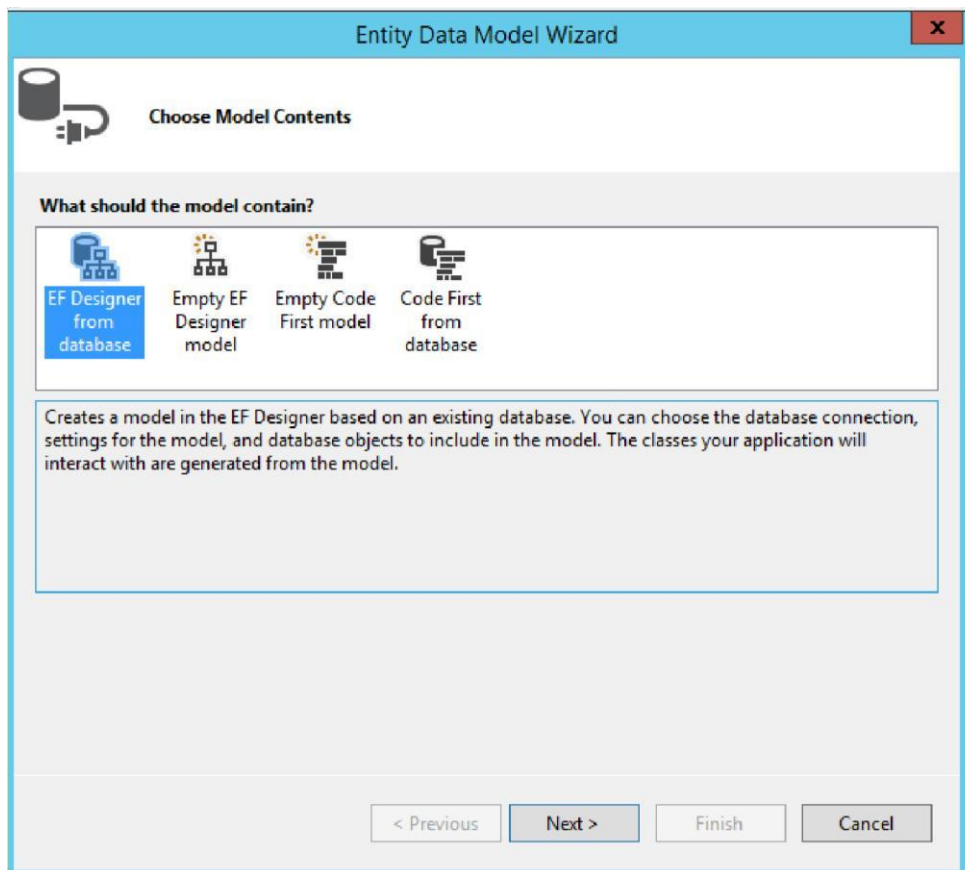 Entity Data Model Wizard
x
Choose Model Contents
What should the model contain?
EF Designer
from
database
Empty EF
Designer
model
Empty Code
First model
Code First
from
database
Creates a model in the EF Designer based on an existing database. You can choose the database connection,
settings for the model, and database objects to include in the model. The classes your application will
interact with are generated from the model.
< Previous
Next >
Finish
Cancel